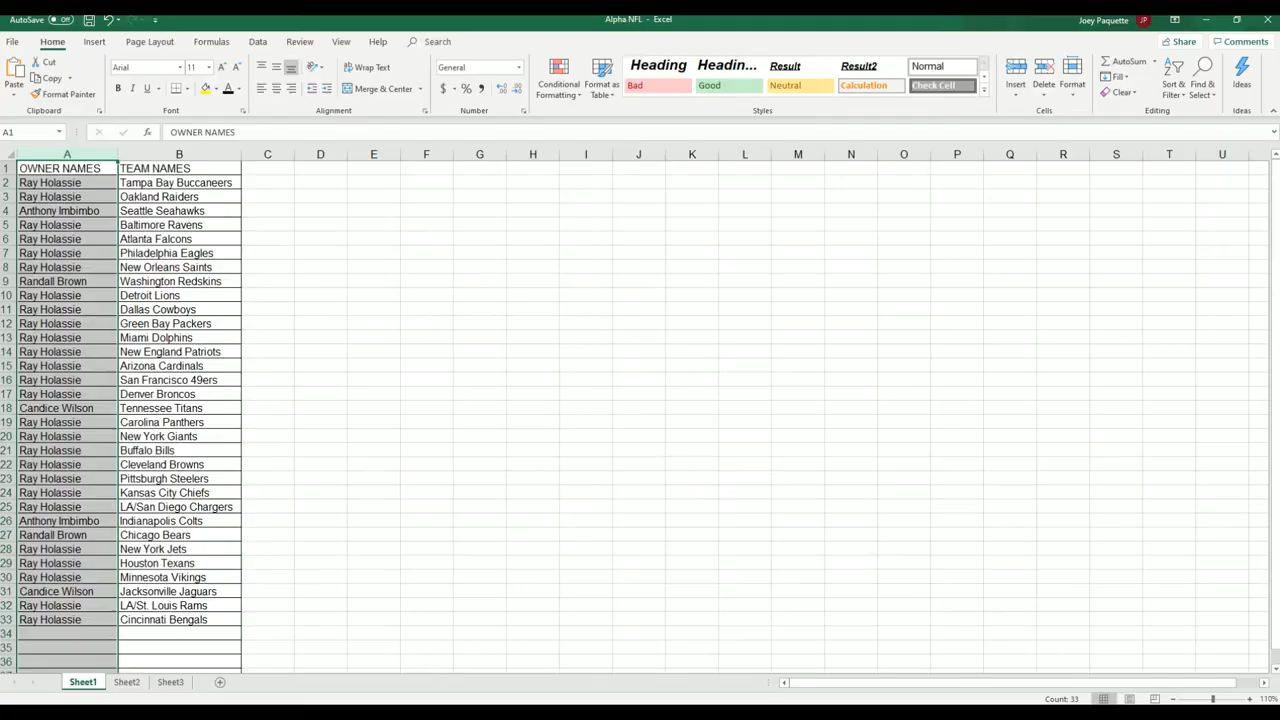 AutoSave Off
Alpha NFL - Excel
Joey Paquette JP
File Home Insert Page Layout Formulas Data Review View Help Search
Share Comments
Paste
Cut
Copy
Format Painter
Clipboard
Arial 11
B I U
Font
Wrap Text
Merge & Center
Alignment
General
$ % ,
Number
Conditional Formatting
Format as Table
Heading Headin... Result Result2 Normal
Bad Good Neutral Calculation Check Cell
Styles
Insert Delete Format
Cells
AutoSum
Fill
Clear
Sort & Filter
Find & Select
Editing
Ideas
Ideas
A1 fx OWNER NAMES
A B C D E F G H I J K L M N O P Q R S T U
1 OWNER NAMES TEAM NAMES
2 Ray Holassie Tampa Bay Buccaneers
3 Ray Holassie Oakland Raiders
4 Anthony Imbimbo Seattle Seahawks
5 Ray Holassie Baltimore Ravens
6 Ray Holassie Atlanta Falcons
7 Ray Holassie Philadelphia Eagles
8 Ray Holassie New Orleans Saints
9 Randall Brown Washington Redskins
10 Ray Holassie Detroit Lions
11 Ray Holassie Dallas Cowboys
12 Ray Holassie Green Bay Packers
13 Ray Holassie Miami Dolphins
14 Ray Holassie New England Patriots
15 Ray Holassie Arizona Cardinals
16 Ray Holassie San Francisco 49ers
17 Ray Holassie Denver Broncos
18 Candice Wilson Tennessee Titans
19 Ray Holassie Carolina Panthers
20 Ray Holassie New York Giants
21 Ray Holassie Buffalo Bills
22 Ray Holassie Cleveland Browns
23 Ray Holassie Pittsburgh Steelers
24 Ray Holassie Kansas City Chiefs
25 Ray Holassie LA/San Diego Chargers
26 Anthony Imbimbo Indianapolis Colts
27 Randall Brown Chicago Bears
28 Ray Holassie New York Jets
29 Ray Holassie Houston Texans
30 Ray Holassie Minnesota Vikings
31 Candice Wilson Jacksonville Jaguars
32 Ray Holassie LA/St. Louis Rams
33 Ray Holassie Cincinnati Bengals
34
35
36
Sheet1 Sheet2 Sheet3
Count: 33 110%